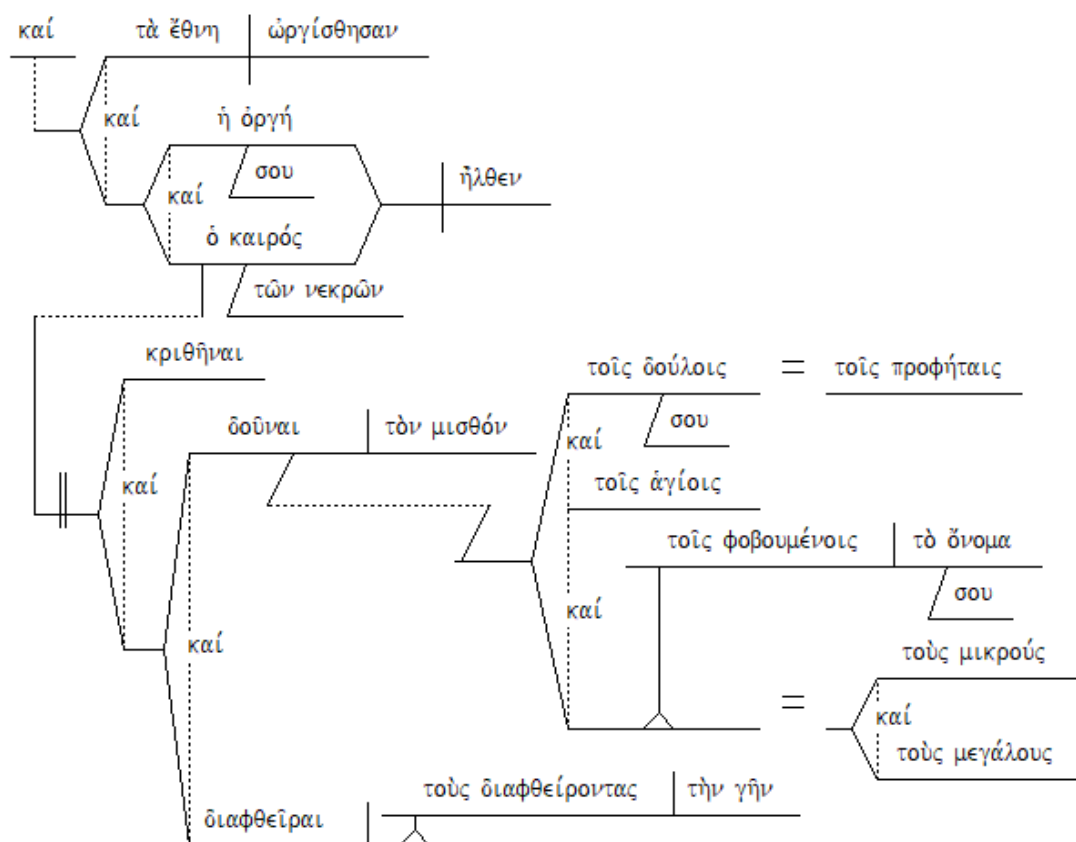 καί τὰ ἔθνη ὠργίσθησαν
καί ἡ ὀργή
σου ἦλθεν
καί
ὁ καιρός
τῶν νεκρῶν
κριθῆναι τοῖς δούλοις = τοῖς προφήταις
δοῦναι τὸν μισθόν σου
καί
καί τοῖς ἁγίοις
τοῖς φοβουμένοις τὸ ὄνομα
σου
καί
καί τοὺς μικρούς
= καί
τοὺς μεγάλους
τοὺς διαφθείροντας τὴν γῆν
διαφθεῖραι